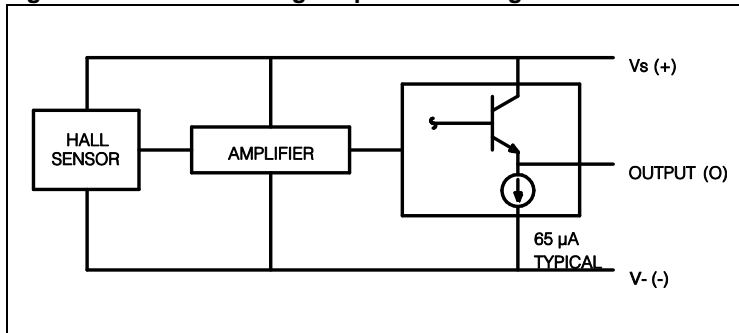 Vs (+)
HALL
SENSOR
AMPLIFIER
OUTPUT (O)
65 µA
TYPICAL
V- (-)